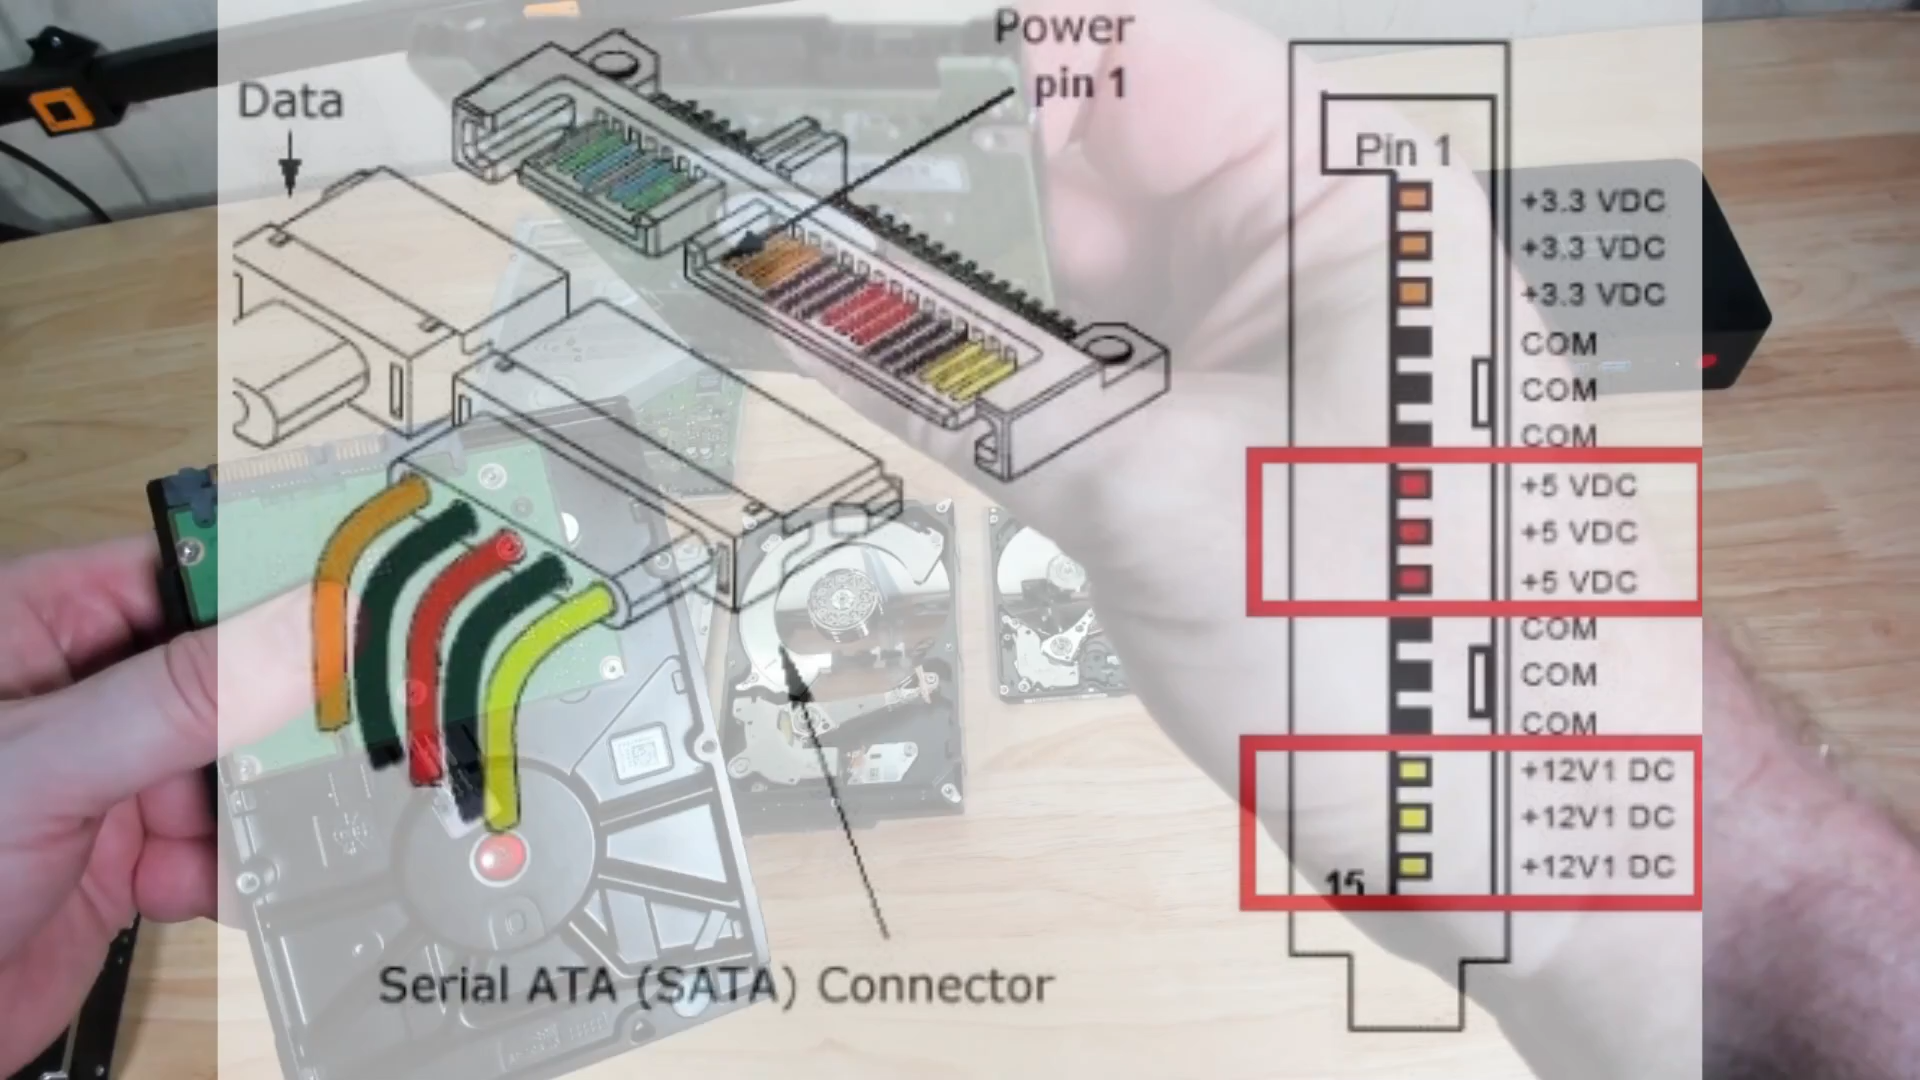 Data
Power
pin 1
Serial ATA (SATA) Connector
Pin 1
+3.3 VDC
+3.3 VDC
+3.3 VDC
COM
COM
COM
+5 VDC
+5 VDC
+5 VDC
COM
COM
COM
+12V1 DC
+12V1 DC
+12V1 DC
15